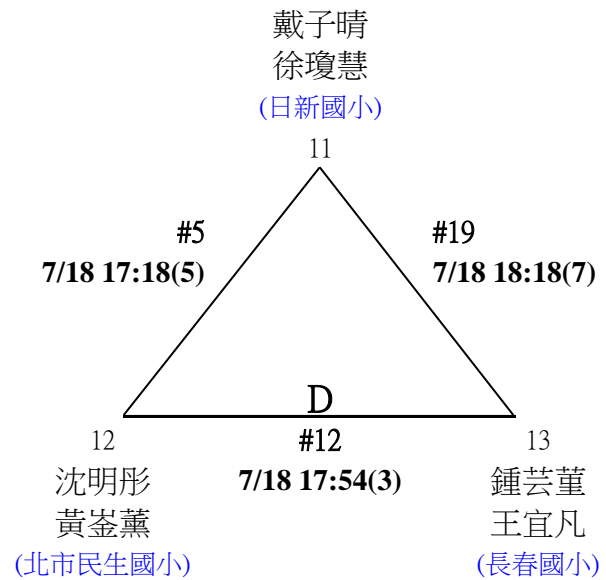 戴子晴
徐瓊慧
(日新國小)
11
#5
7/18 17:18(5)
#19
7/18 18:18(7)
D
12
#12
13
沈明彤
7/18 17:54(3)
鍾芸菫
黃崟薰
王宜凡
(北市民生國小)
(長春國小)